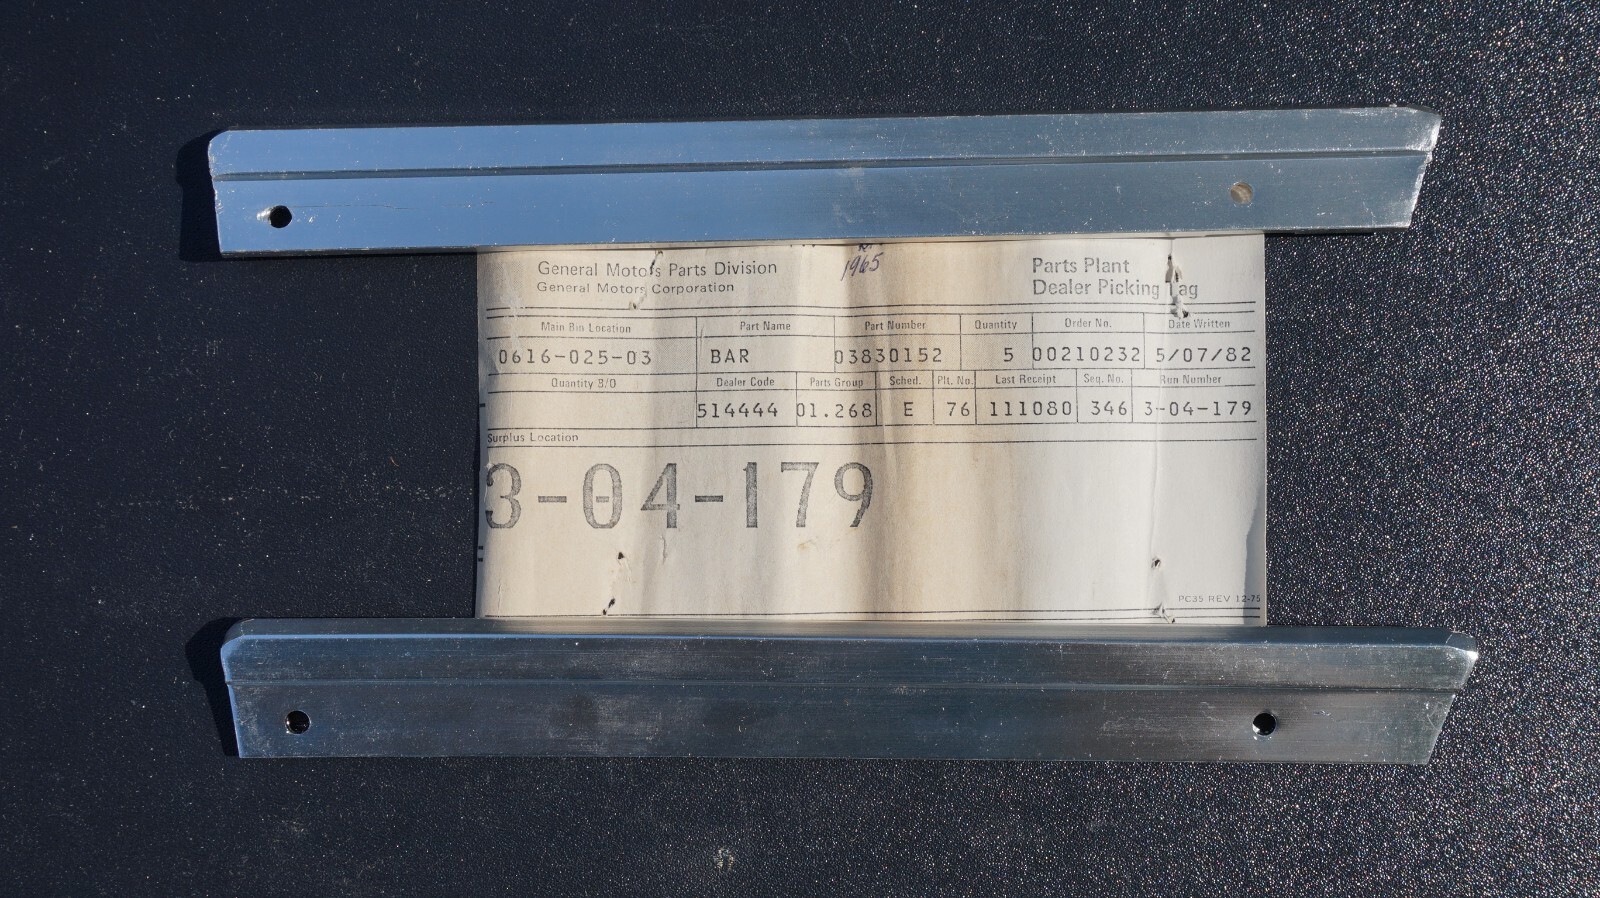 General Motors Parts Division
General Motors Corporation
1965
Parts Plant
Dealer Picking Tag
Main Bin Location Part Name Part Number Quantity Order No. Date Written
0616-025-03 BAR 03830152 5 00210232 5/07/82
Quantity B/O Dealer Code Parts Group Sched. Plt. No. Last Receipt Seq. No. Run Number
514444 01.268 E 76 111080 346 3-04-179
Surplus Location
3-04-179
PC35 REV 12-75